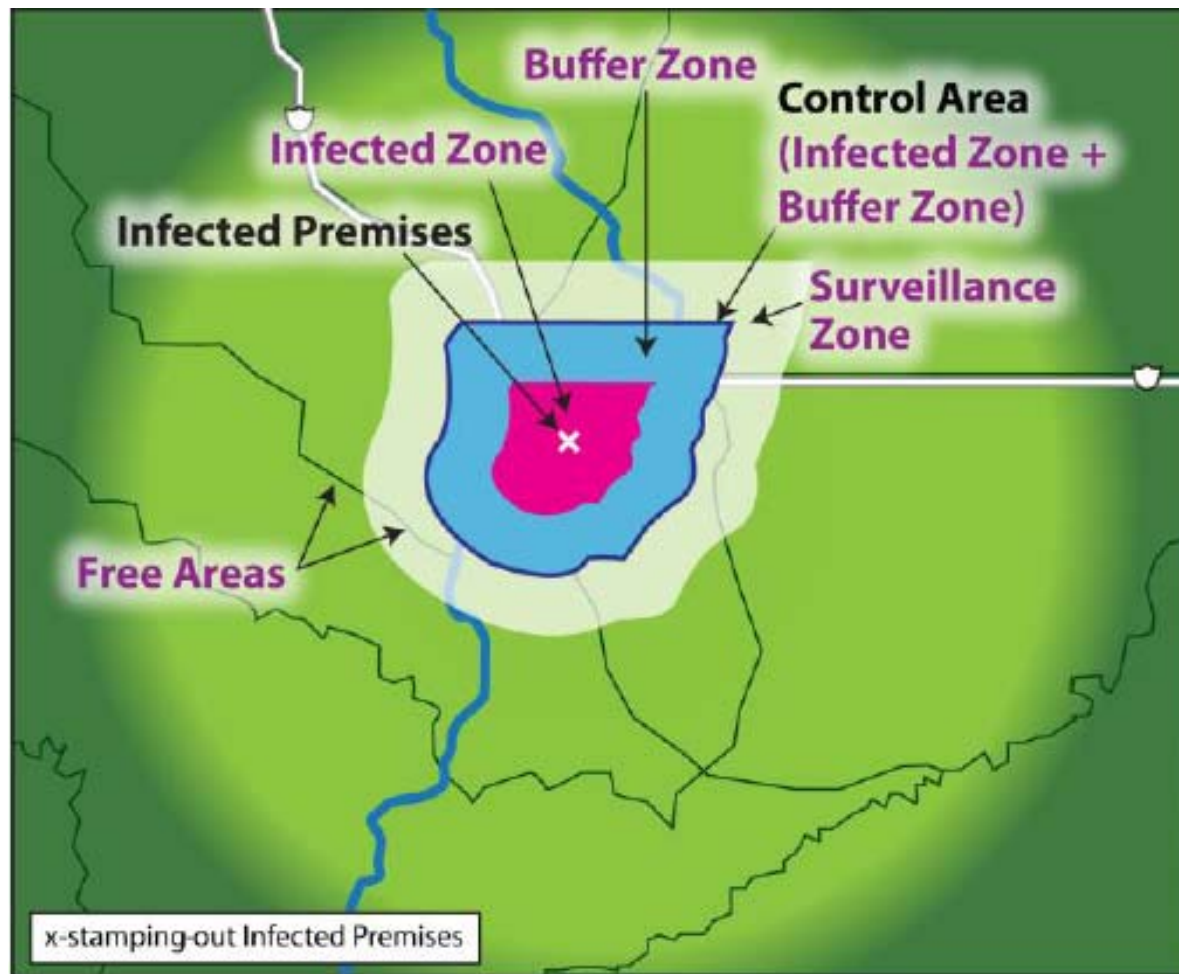 Buffer Zone
Control Area
(Infected Zone +
Buffer Zone)
Infected Zone
Infected Premises
Surveillance
Zone
Free Areas
x-stamping-out Infected Premises